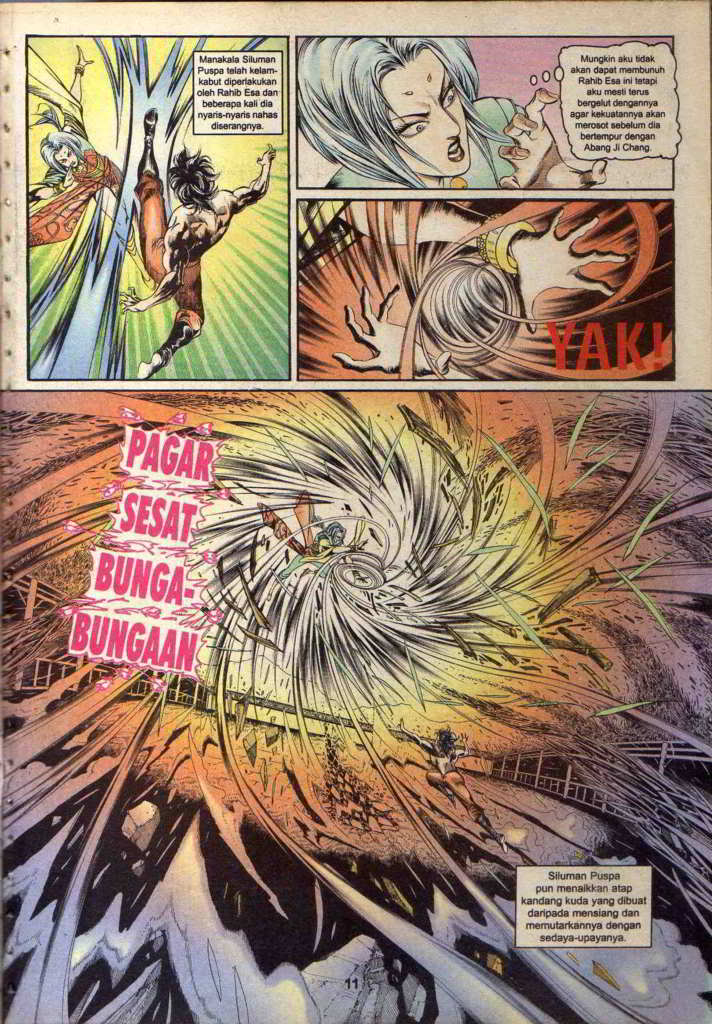 Manakala Siluman
Puspa telah kelam-
kabut diperlakukan
oleh Rahib Esa dan
beberapa kali dia
nyaris-nyaris nahas
diserangnya.
Mungkin aku tidak
akan dapat membunuh
Rahib Esa tetapi
aku mesti terus
bergelut dengannya
agar kekuatannya akan
merosot sebelum dia
bertempur dengan
Abang Ji Chang.
YAK!
PAGAR
SESAT
BUNGA-
BUNGAAN
Siluman Puspa
pun menaikkan atap
kandang kuda yang dibuat
daripada mensiang dan
memutarkannya dengan
sedaya-upayanya.
11